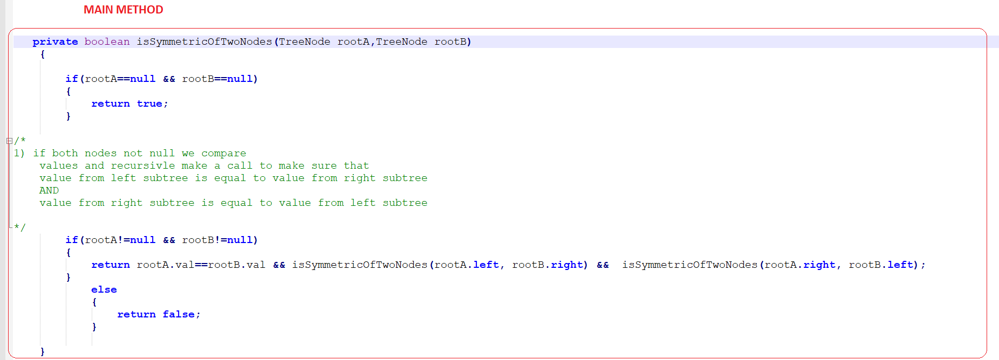 MAIN METHOD
private boolean isSymmetricOfTwoNodes(TreeNode rootA,TreeNode rootB)
{
if(rootA==null && rootB==null)
{
return true;
}
/*
1) if both nodes not null we compare
values and recursivle make a call to make sure that
value from left subtree is equal to value from right subtree
AND
value from right subtree is equal to value from left subtree
*/
if(rootA!=null && rootB!=null)
{
return rootA.val==rootB.val && isSymmetricOfTwoNodes(rootA.left, rootB.right) &&  isSymmetricOfTwoNodes(rootA.right, rootB.left);
}
else
{
return false;
}
}